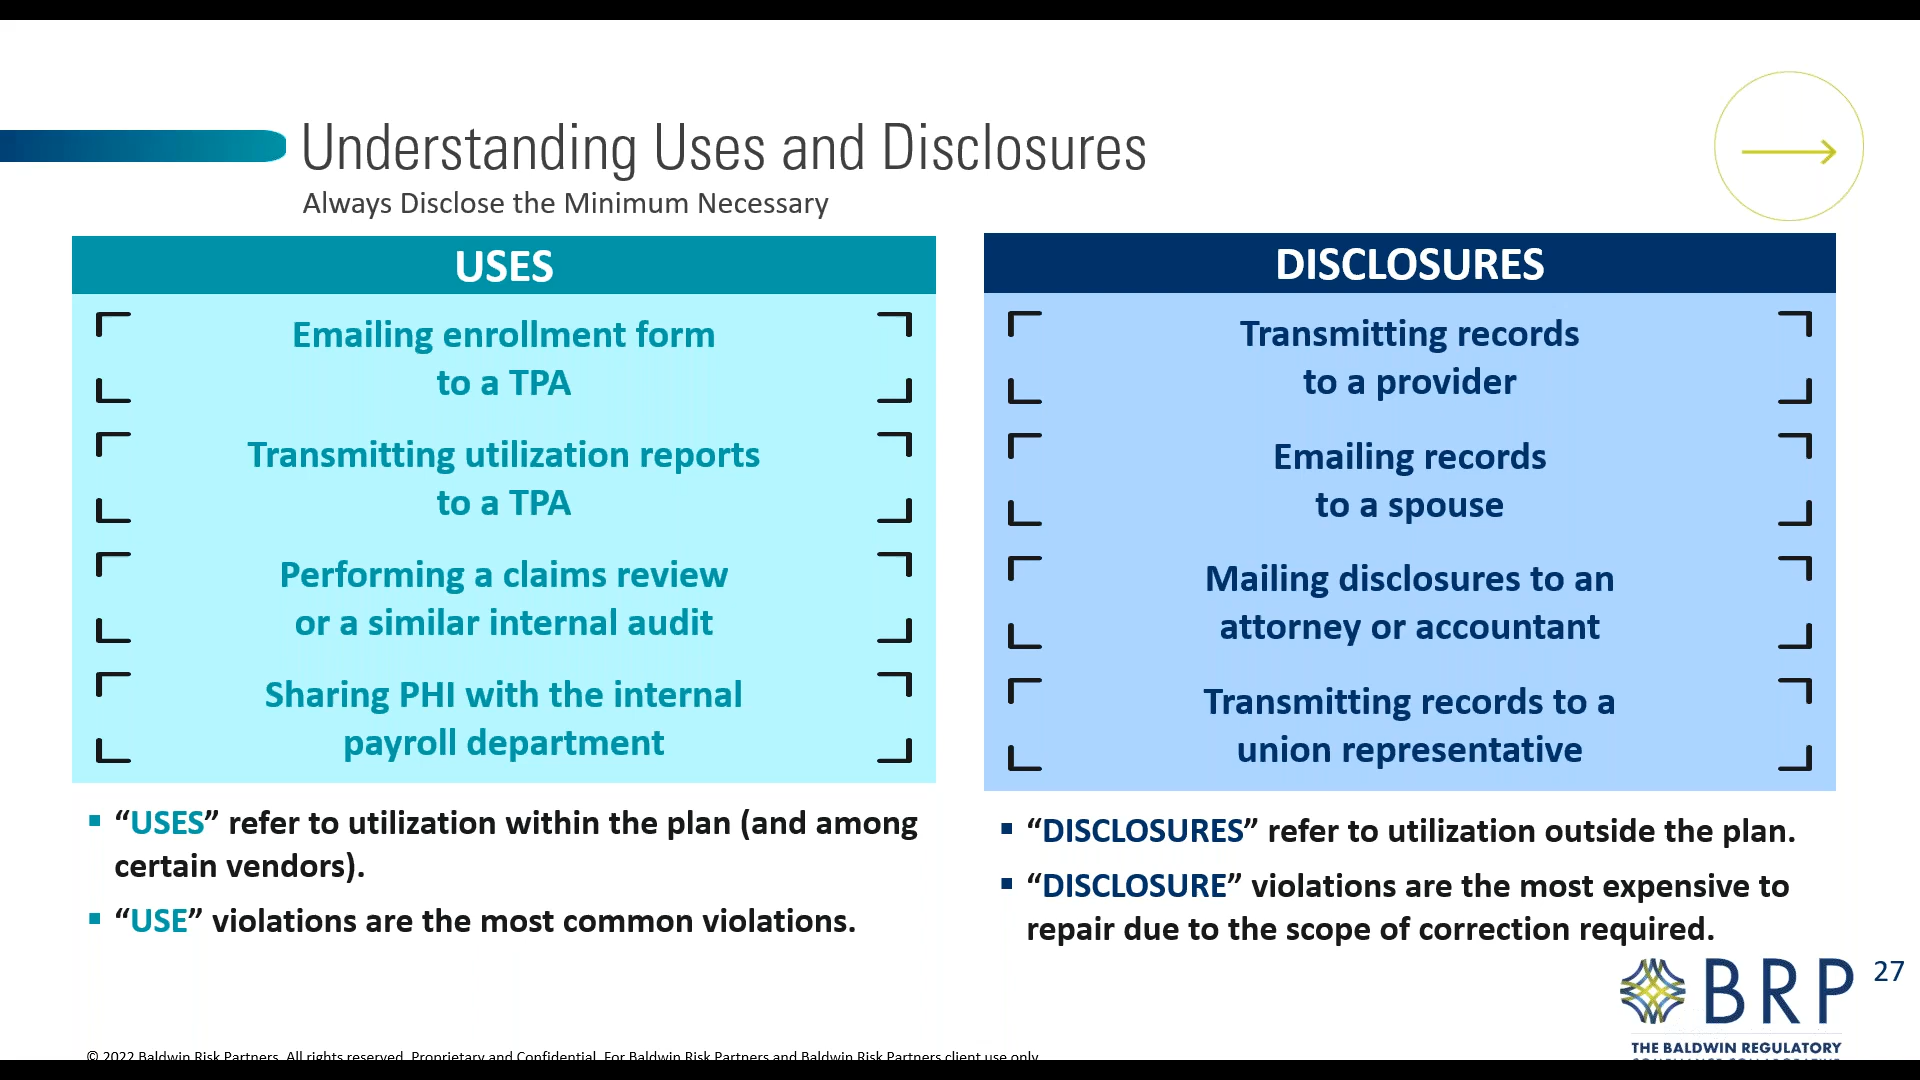 Understanding Uses and Disclosures
Always Disclose the Minimum Necessary
USES
Emailing enrollment form
to a TPA
Transmitting utilization reports
to a TPA
Performing a claims review
or a similar internal audit
Sharing PHI with the internal
payroll department
“USES” refer to utilization within the plan (and among
certain vendors).
“USE” violations are the most common violations.
DISCLOSURES
Transmitting records
to a provider
Emailing records
to a spouse
Mailing disclosures to an
attorney or accountant
Transmitting records to a
union representative
“DISCLOSURES” refer to utilization outside the plan.
“DISCLOSURE” violations are the most expensive to
repair due to the scope of correction required.
BRP
27
THE BALDWIN REGULATORY
© 2022 Baldwin Risk Partners. All rights reserved. Proprietary and Confidential. For Baldwin Risk Partners and Baldwin Risk Partners client use only.